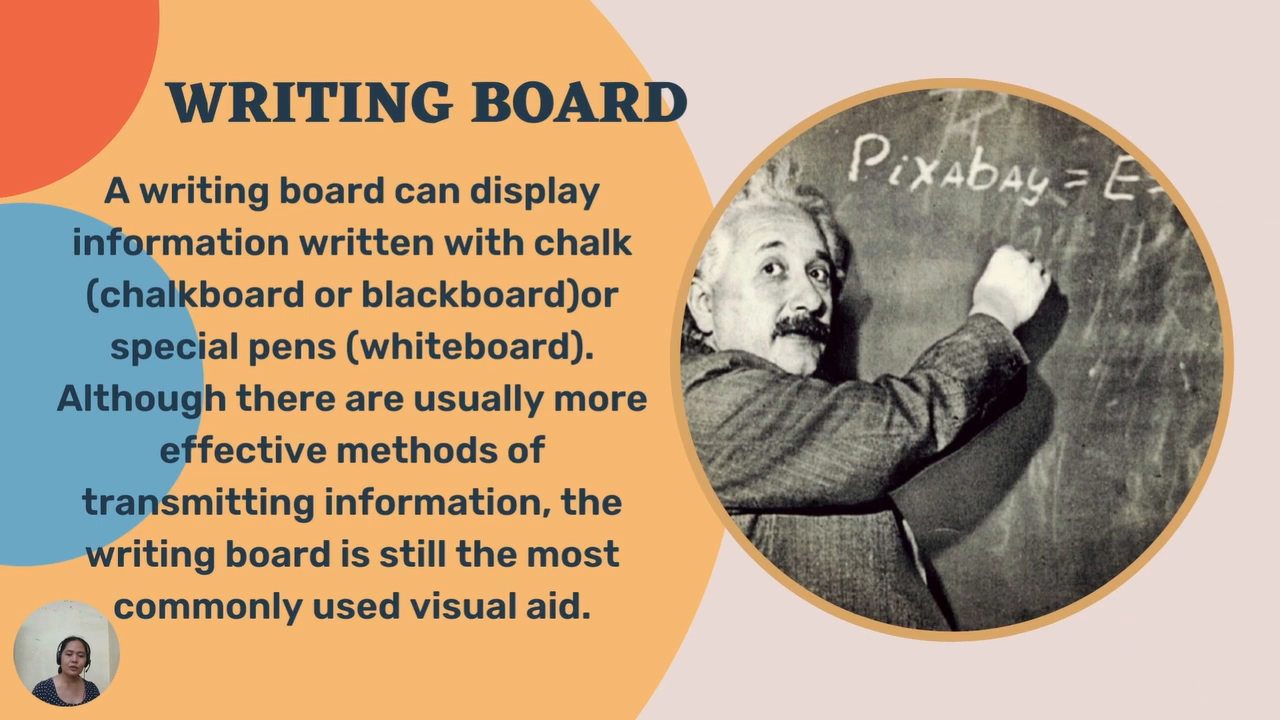 WRITING BOARD
A writing board can display
information written with chalk
(chalkboard or blackboard)or
special pens (whiteboard).
Although there are usually more
effective methods of
transmitting information, the
writing board is still the most
commonly used visual aid.
Pixabay = E=